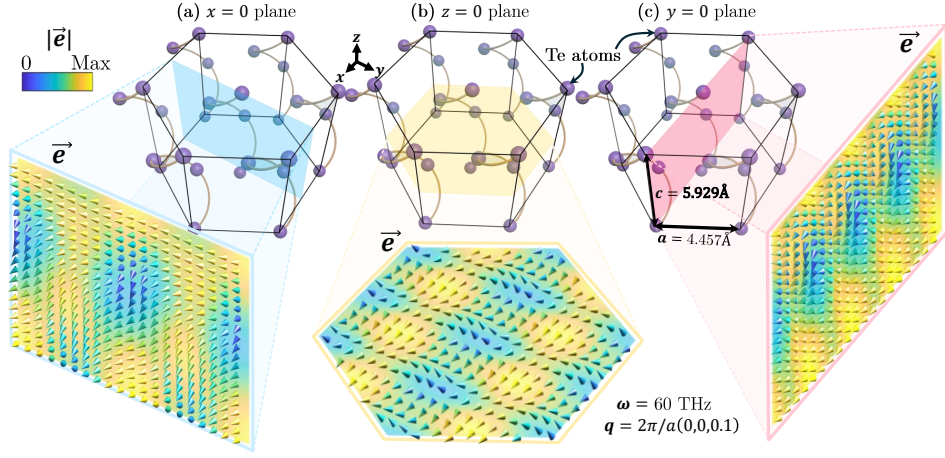 (a) x = 0 plane
(b) z = 0 plane
(c) y = 0 plane
|e⃗|
0 Max
z
x y
Te atoms
e⃗
e⃗
e⃗
c = 5.929Å
a = 4.457Å
ω = 60 THz
q = 2π/a(0,0,0.1)